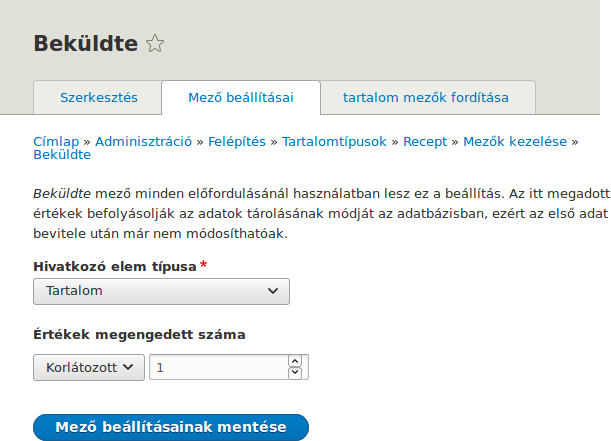 Beküldte
Szerkesztés Mező beállításai tartalom mezők fordítása
Címlap » Adminisztráció » Felépítés » Tartalomtípusok » Recept » Mezők kezelése »
Beküldte
Beküldte mező minden előfordulásánál használatban lesz ez a beállítás. Az itt megadott
értékek befolyásolják az adatok tárolásának módját az adatbázisban, ezért az első adat
bevitele után már nem módosíthatóak.
Hivatkozó elem típusa *
Tartalom
Értékek megengedett száma
Korlátozott 1
Mező beállításainak mentése